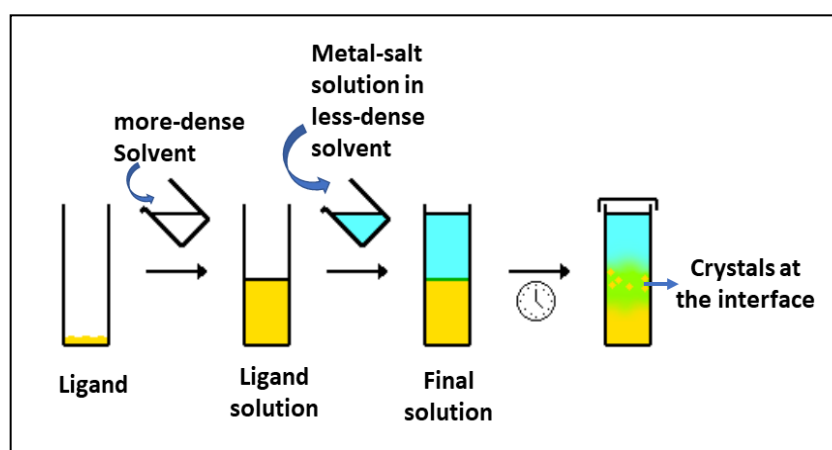 more-dense
Solvent
Metal-salt
solution in
less-dense
solvent
Crystals at
the interface
Ligand
Ligand
solution
Final
solution